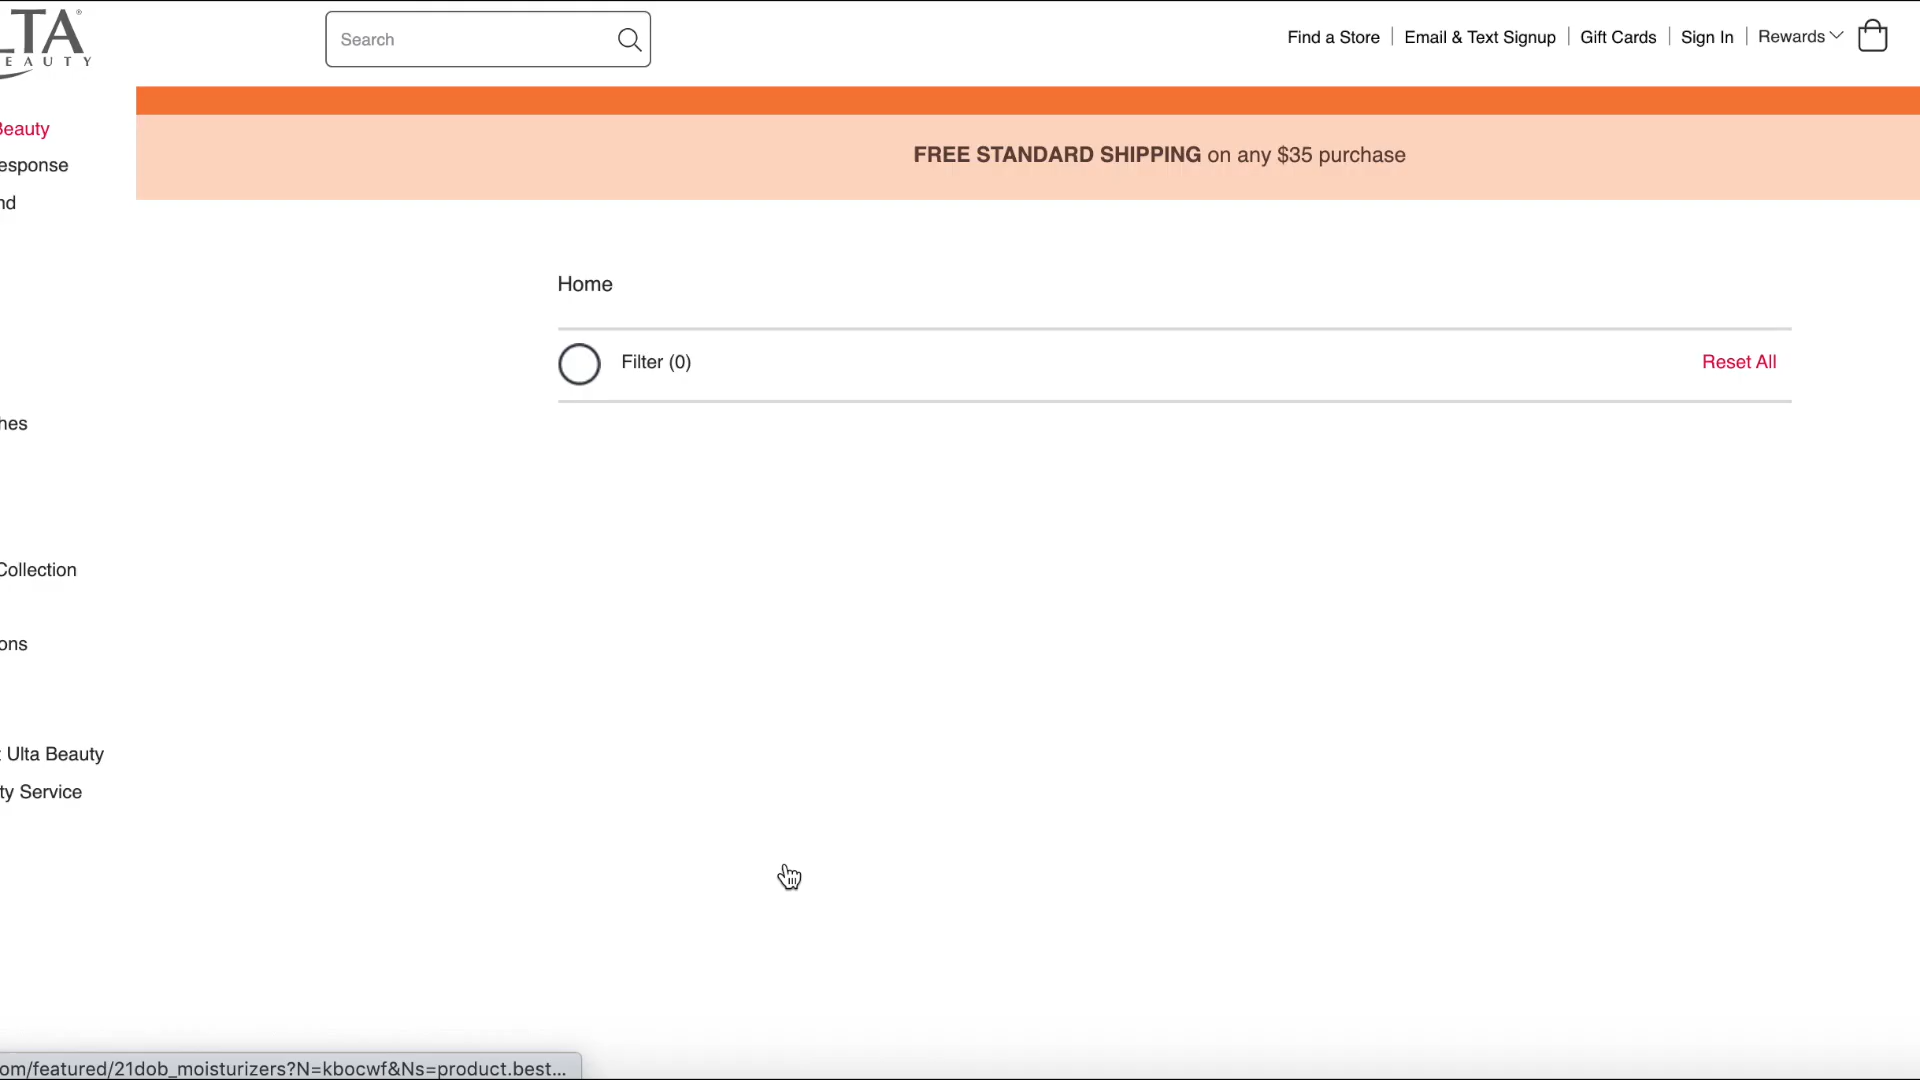 LTA
EAUTY
Search
Find a Store
Email & Text Signup
Gift Cards
Sign In
Rewards
Beauty
FREE STANDARD SHIPPING on any $35 purchase
esponse
nd
Home
Filter (0)
Reset All
hes
Collection
ons
t Ulta Beauty
ty Service
om/featured/21dob_moisturizers?N=kbocwf&Ns=product.best...